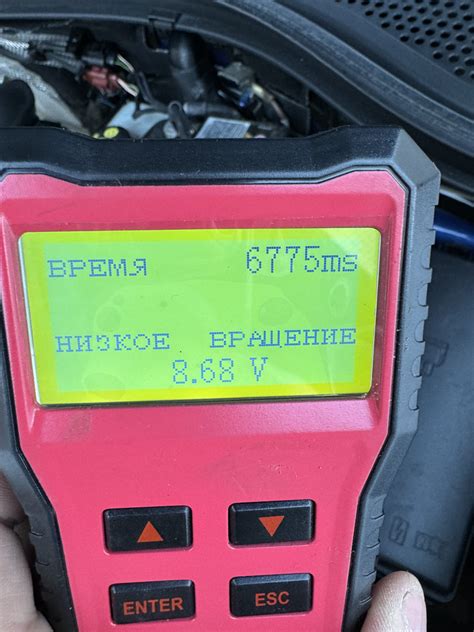 ВРЕМЯ 6775ms
НИЗКОЕ ВРАЩЕНИЕ
8.68 V
ENTER ESC